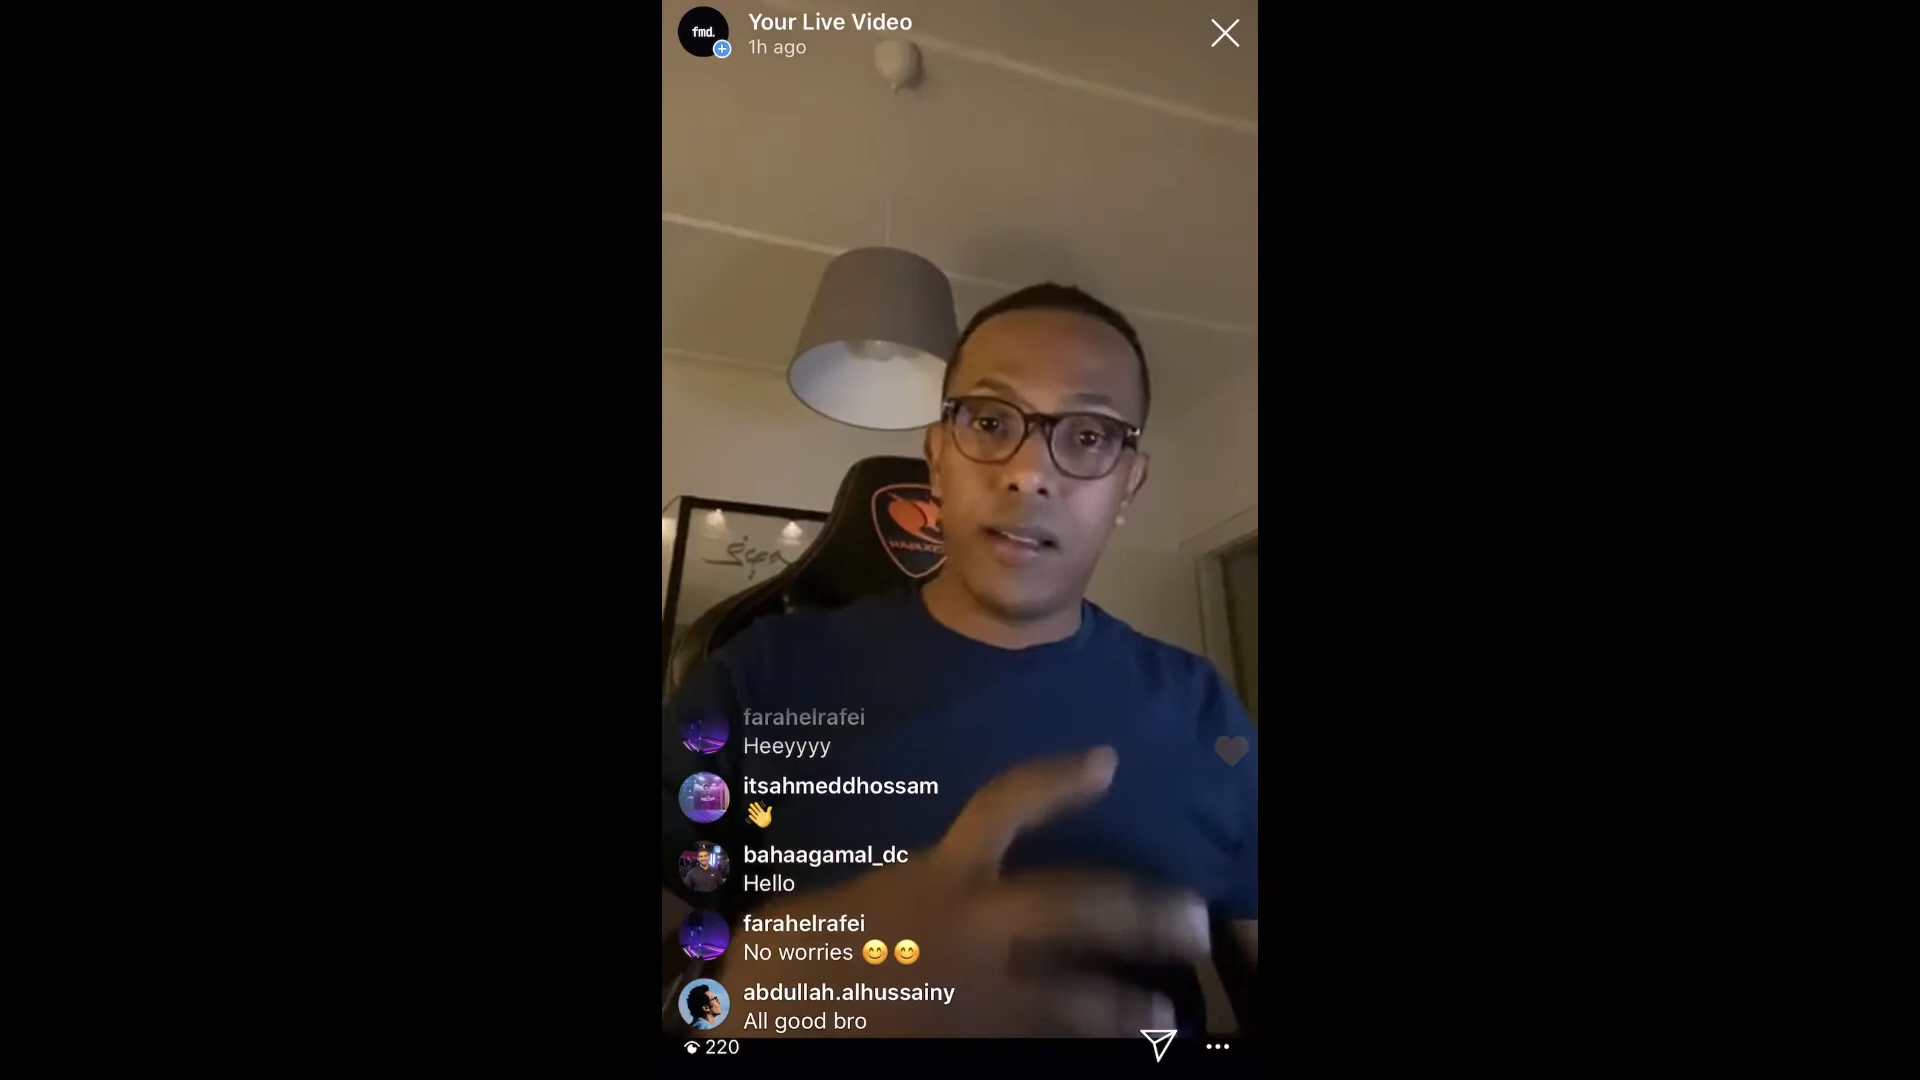 fmd.
Your Live Video
1h ago
farahelrafei
Heeyyyy
itsahmeddhossam
👋
bahaagamal_dc
Hello
farahelrafei
No worries 😊😊
abdullah.alhussainy
All good bro
220